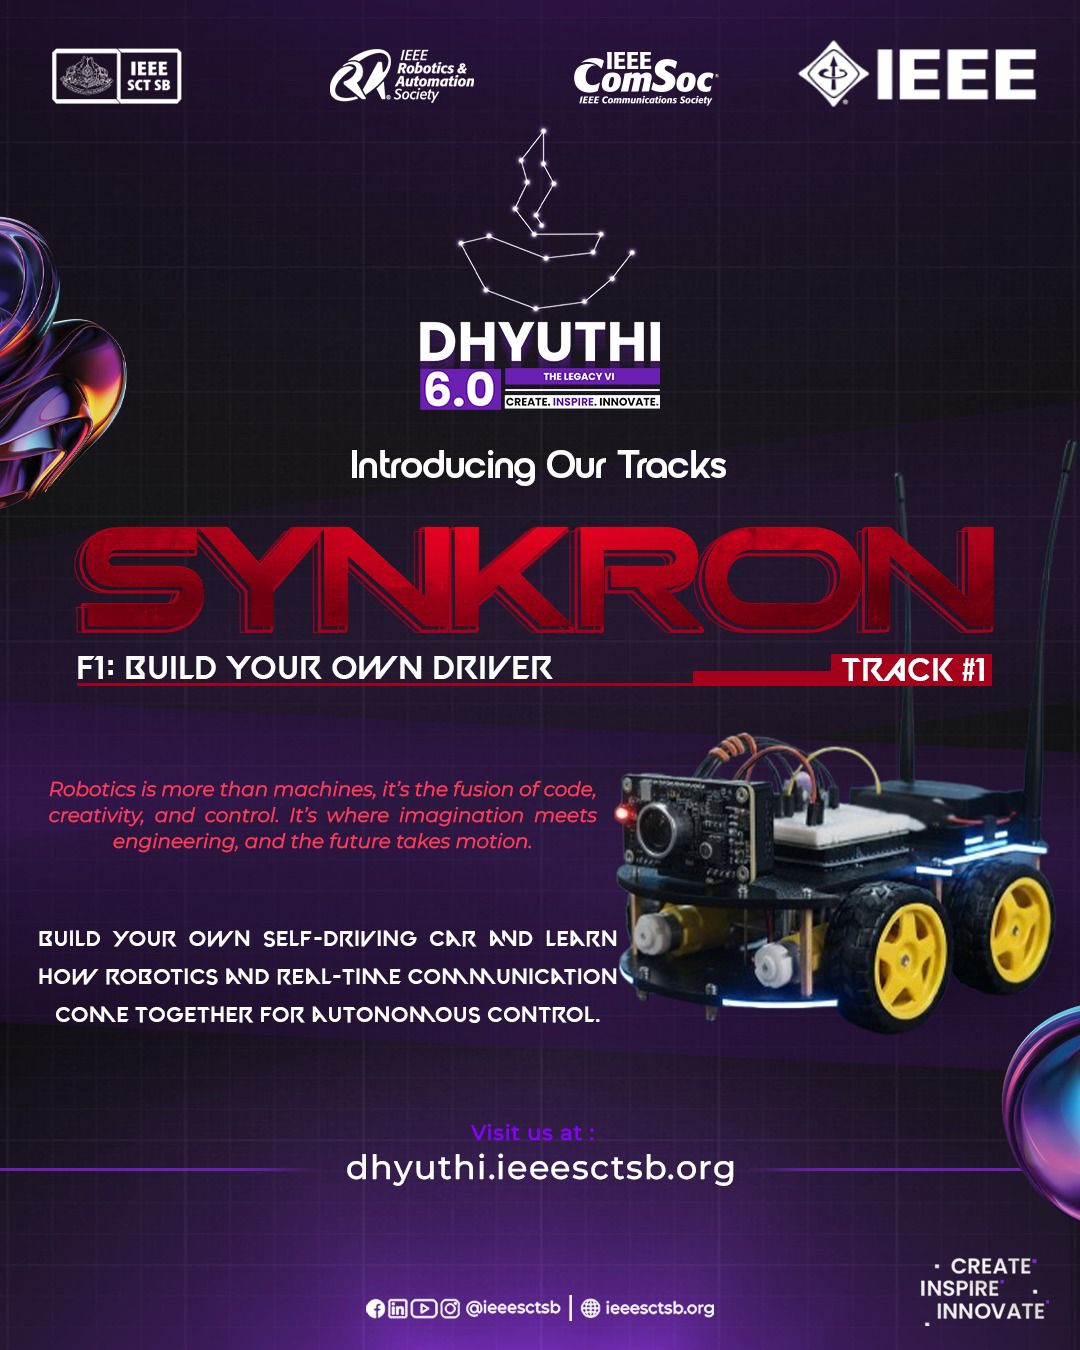 IEEE
SCT SB
IEEE
Robotics &
Automation
Society
IEEE
ComSoc
IEEE Communications Society
IEEE
DHYUTHI
6.0
THE LEGACY VI
CREATE. INSPIRE. INNOVATE.
Introducing Our Tracks
SYNKRON
F1: BUILD YOUR OWN DRIVER
TRACK #1
Robotics is more than machines, it's the fusion of code,
creativity, and control. It's where imagination meets
engineering, and the future takes motion.
BUILD YOUR OWN SELF-DRIVING CAR AND LEARN
HOW ROBOTICS AND REAL-TIME COMMUNICATION
COME TOGETHER FOR AUTONOMOUS CONTROL.
Visit us at :
dhyuthi.ieeesctsb.org
CREATE
INSPIRE
INNOVATE
@ieeesctsb | ieeesctsb.org